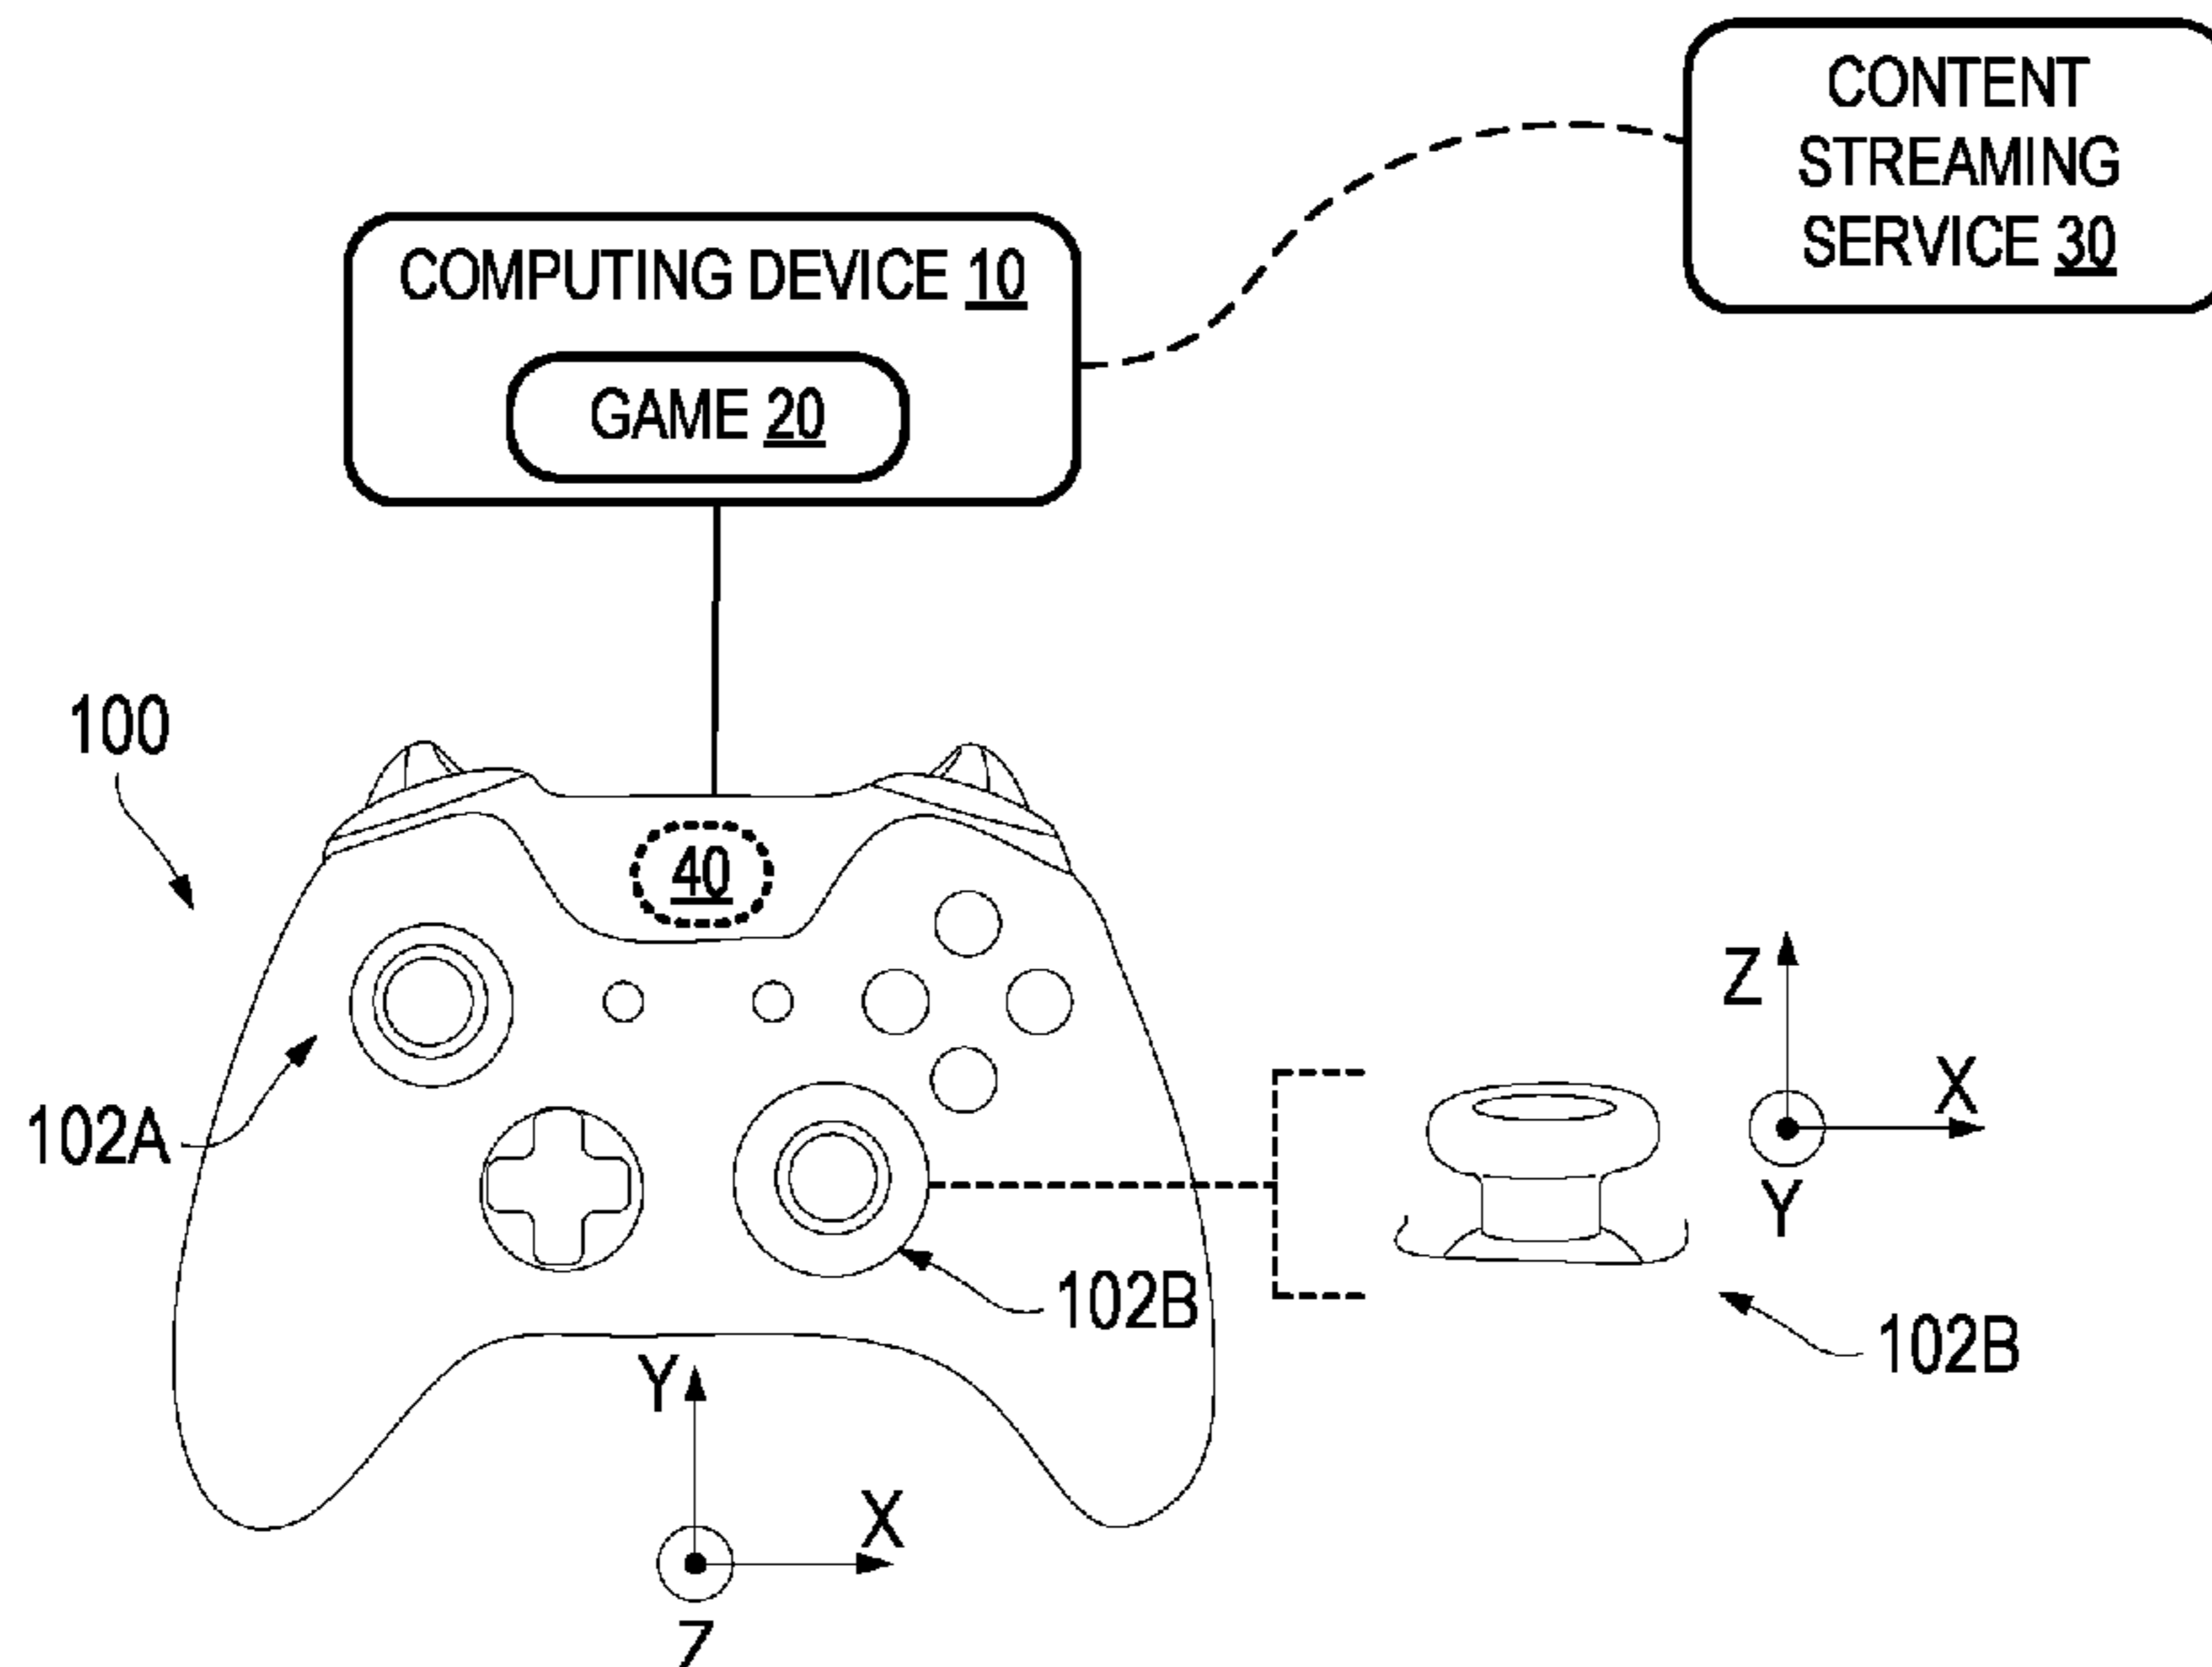 CONTENT
STREAMING
SERVICE 30
COMPUTING DEVICE 10
GAME 20
100
40
102A
102B
Z
X
Y
102B
Y
X
Z